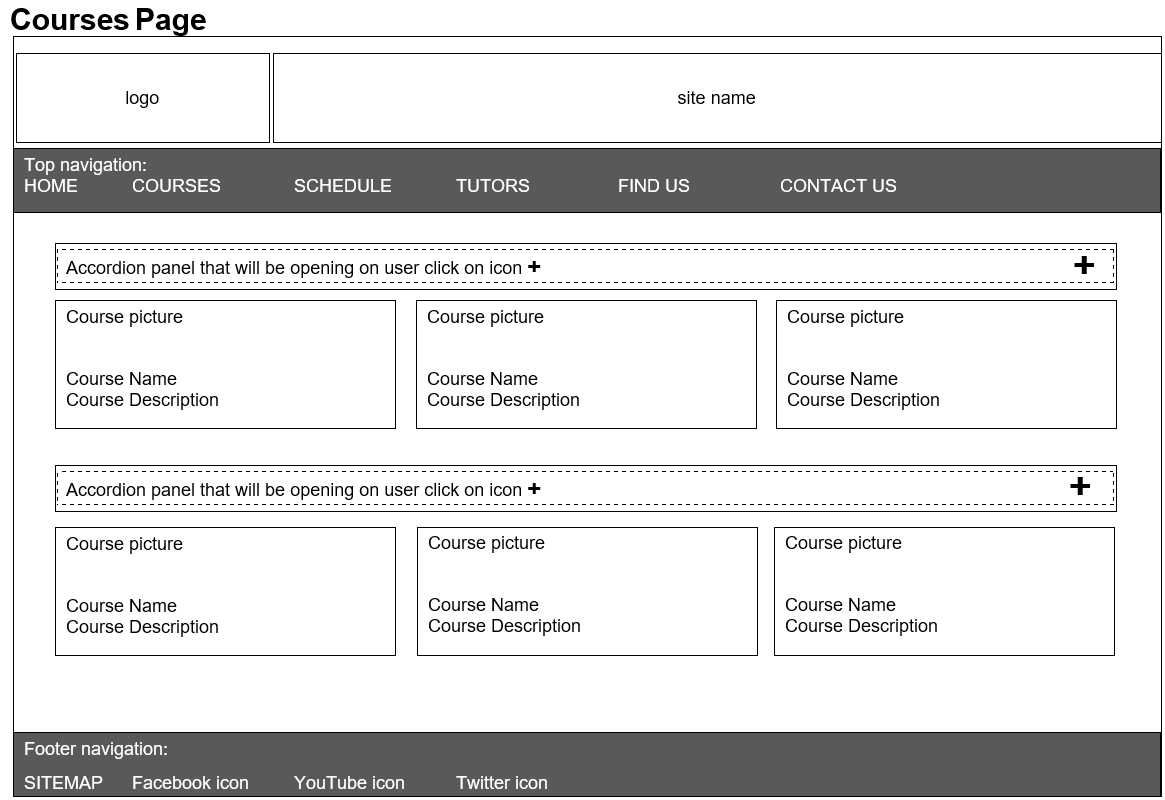 Courses Page
logo
site name
Top navigation:
HOME COURSES SCHEDULE TUTORS FIND US CONTACT US
Accordion panel that will be opening on user click on icon + +
Course picture Course picture Course picture
Course Name Course Name Course Name
Course Description Course Description Course Description
Accordion panel that will be opening on user click on icon + +
Course picture Course picture Course picture
Course Name Course Name Course Name
Course Description Course Description Course Description
Footer navigation:
SITEMAP Facebook icon YouTube icon Twitter icon